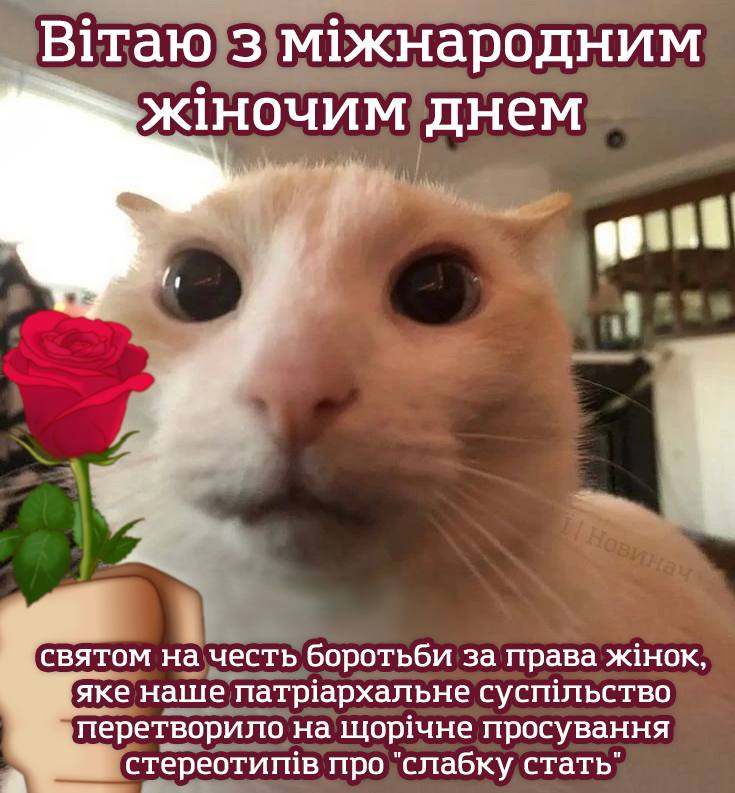 Вітаю з міжнародним
жіночим днем
і | Новинач
святом на честь боротьби за права жінок,
яке наше патріархальне суспільство
перетворило на щорічне просування
стереотипів про "слабку стать"